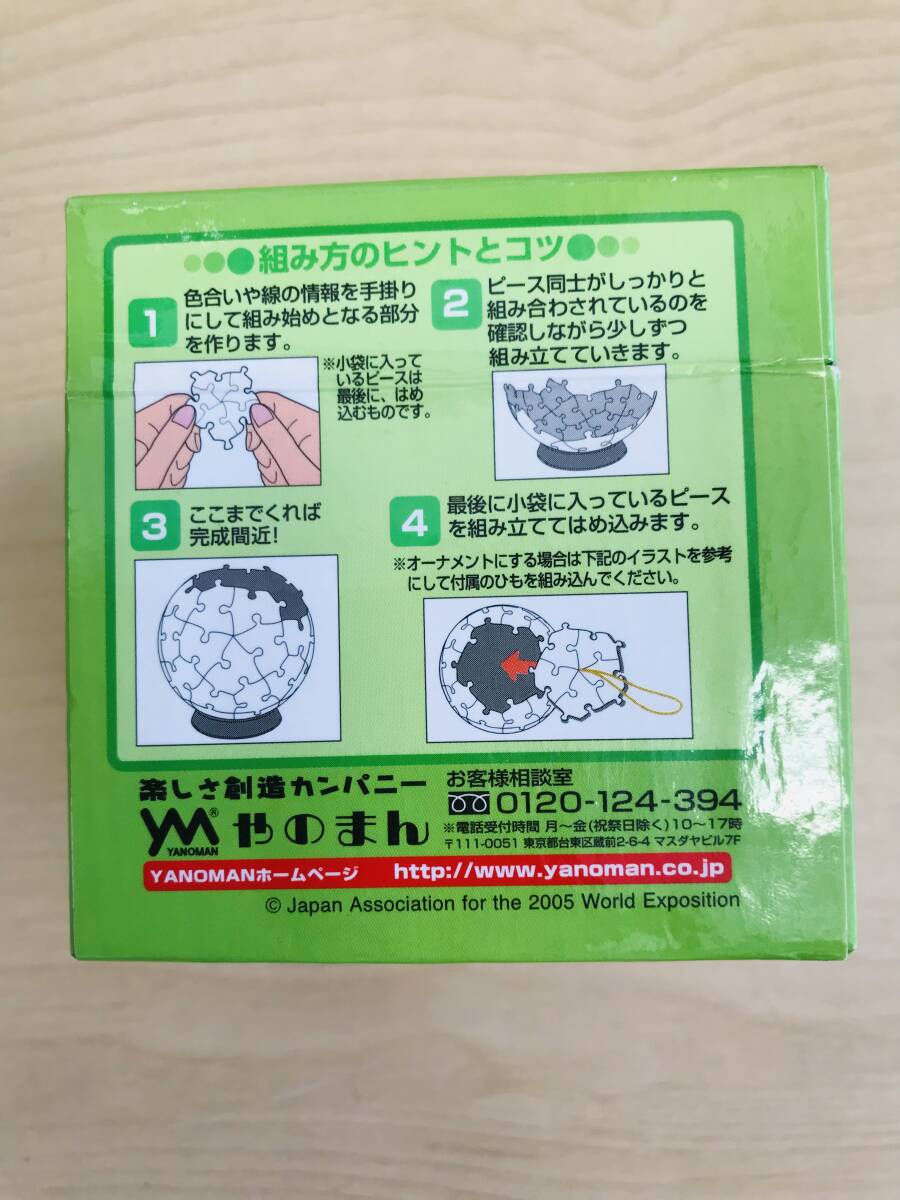 組み方のヒントとコツ
1
色合いや線の情報を手掛り
にして組み始めとなる部分
を作ります。
※小袋に入って
いるピースは
最後に、はめ
込むものです。
2
ピース同士がしっかりと
組み合わされているのを
確認しながら少しずつ
組み立てていきます。
3
ここまでくれば
完成間近!
4
最後に小袋に入っているピース
を組み立ててはめ込みます。
※オーナメントにする場合は下記のイラストを参考
にして付属のひもを組み込んでください。
楽しさ創造カンパニー
YM® やのまん
YANOMAN
お客様相談室
0120-124-394
※電話受付時間 月～金(祝祭日除く)10～17時
〒111-0051 東京都台東区蔵前2-6-4 マスダヤビル7F
YANOMANホームページ http://www.yanoman.co.jp
© Japan Association for the 2005 World Exposition